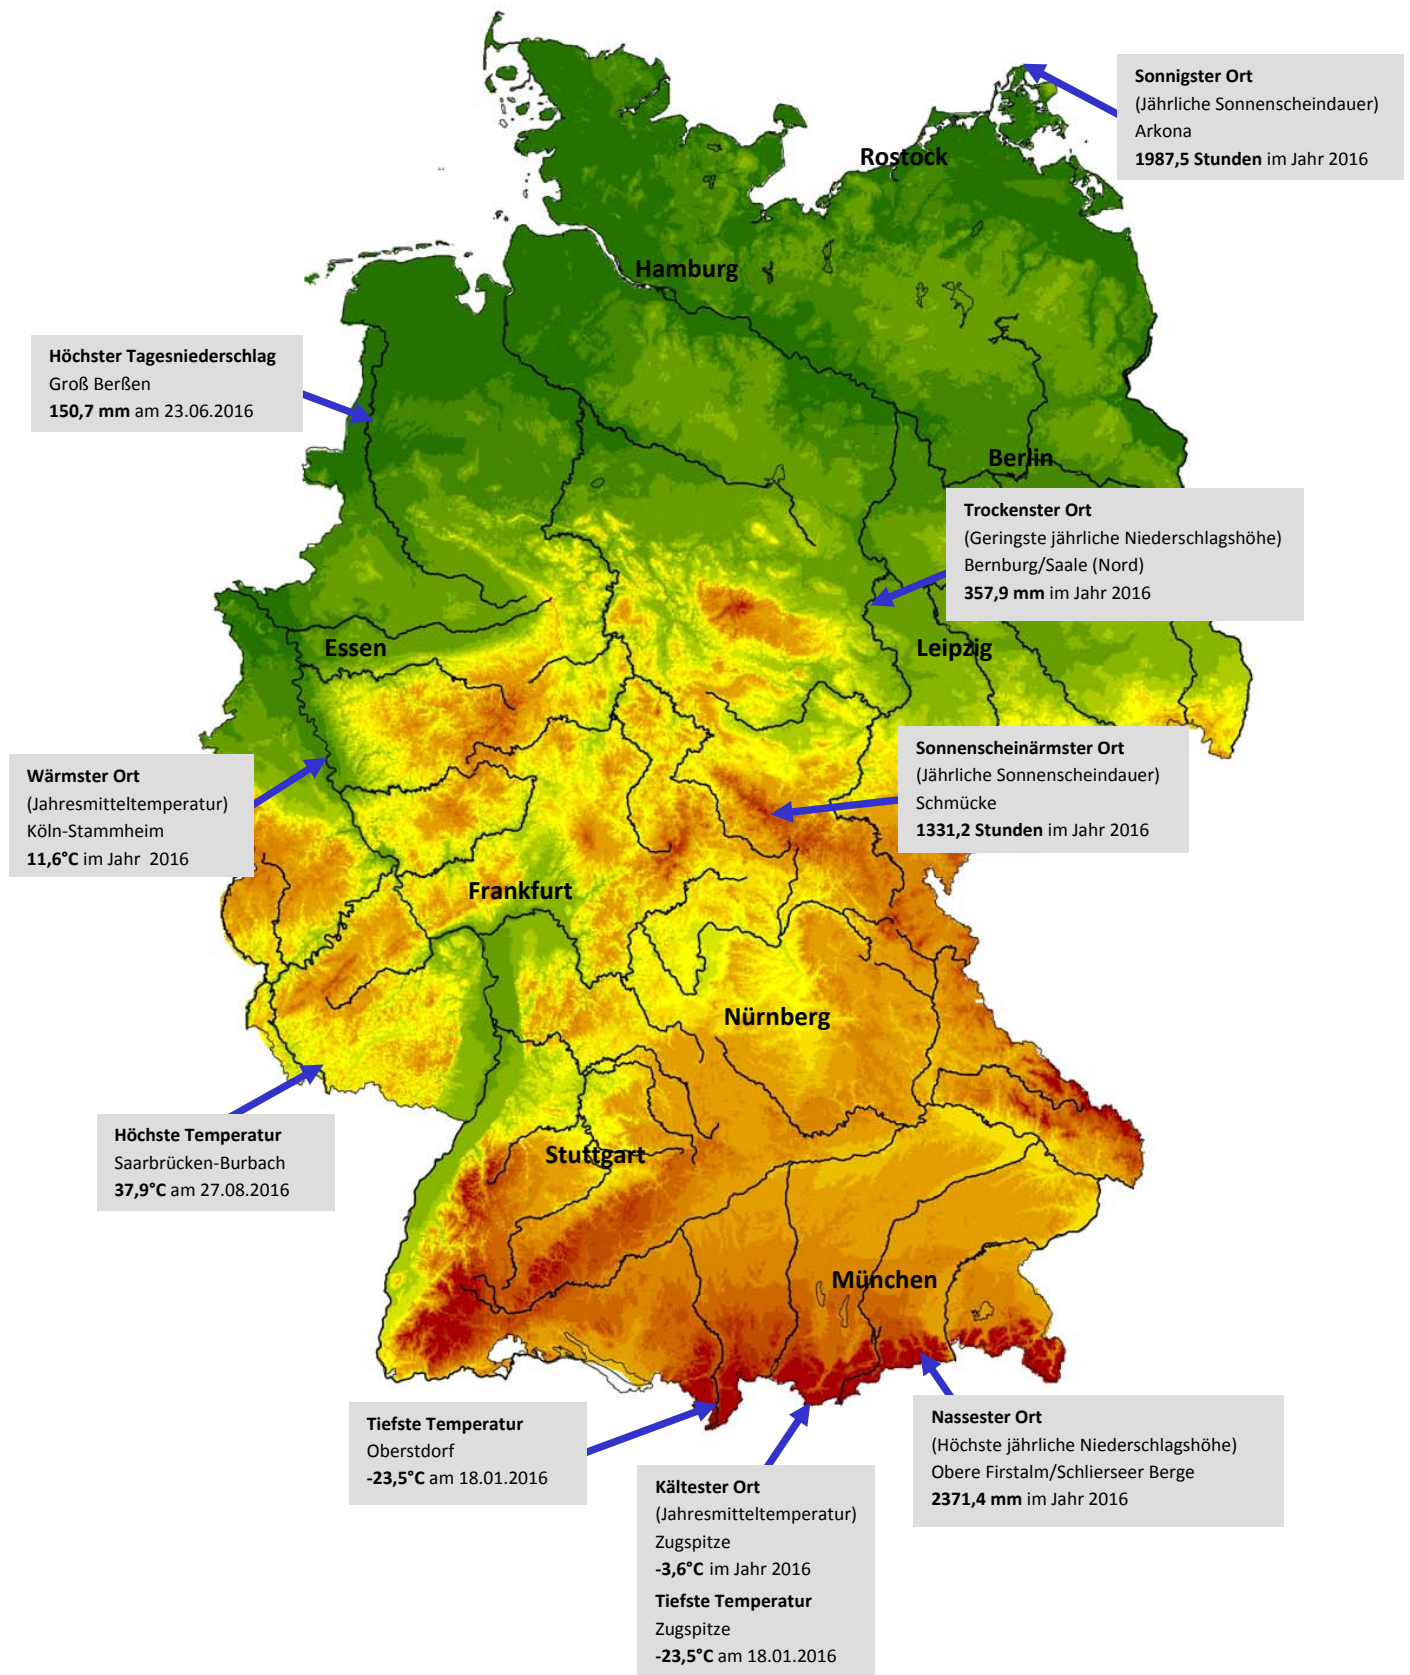 Sonnigster Ort
(Jährliche Sonnenscheindauer)
Arkona
1987,5 Stunden im Jahr 2016
Rostock
Hamburg
Höchster Tagesniederschlag
Groß Berßen
150,7 mm am 23.06.2016
Berlin
Trockenster Ort
(Geringste jährliche Niederschlagshöhe)
Bernburg/Saale (Nord)
357,9 mm im Jahr 2016
Essen
Leipzig
Sonnenscheinärmster Ort
(Jährliche Sonnenscheindauer)
Schmücke
1331,2 Stunden im Jahr 2016
Wärmster Ort
(Jahresmitteltemperatur)
Köln-Stammheim
11,6°C im Jahr 2016
Frankfurt
Nürnberg
Höchste Temperatur
Saarbrücken-Burbach
37,9°C am 27.08.2016
Stuttgart
München
Tiefste Temperatur
Oberstdorf
-23,5°C am 18.01.2016
Nassester Ort
(Höchste jährliche Niederschlagshöhe)
Obere Firstalm/Schlierseer Berge
2371,4 mm im Jahr 2016
Kältester Ort
(Jahresmitteltemperatur)
Zugspitze
-3,6°C im Jahr 2016
Tiefste Temperatur
Zugspitze
-23,5°C am 18.01.2016